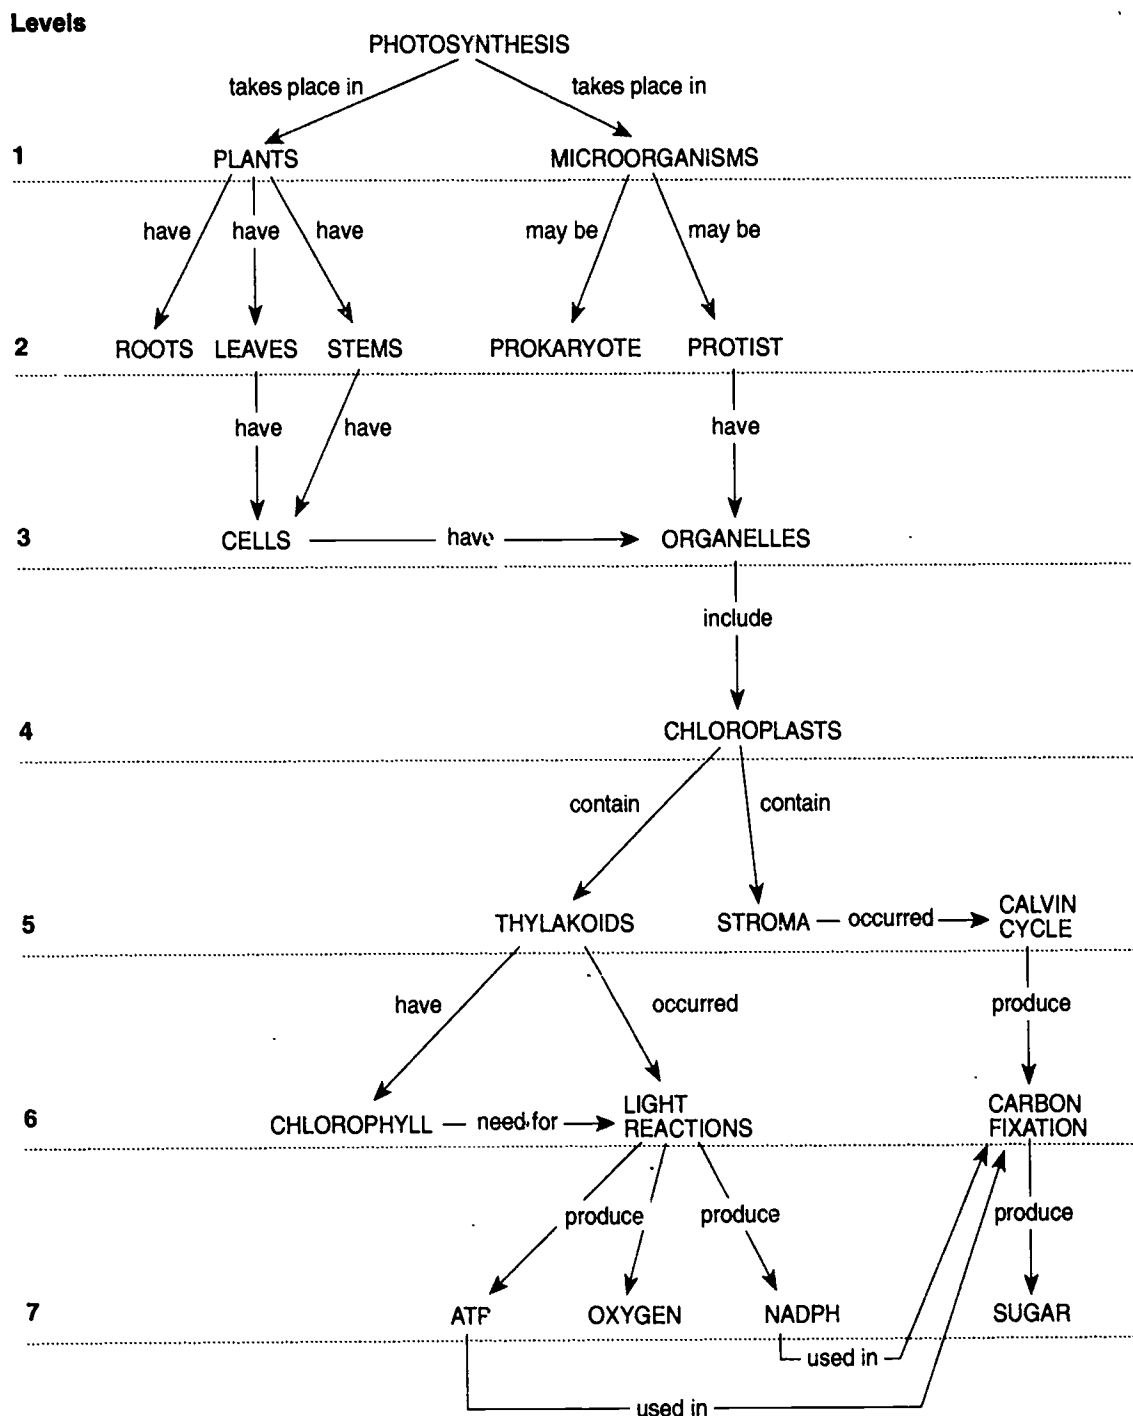 Levels
PHOTOSYNTHESIS
takes place in takes place in
1 PLANTS MICROORGANISMS
have have have may be may be
2 ROOTS LEAVES STEMS PROKARYOTE PROTIST
have have have
3 CELLS have ORGANELLES
include
4 CHLOROPLASTS
contain contain
5 THYLAKOIDS STROMA occurred CALVIN
CYCLE
have occurred produce
6 CHLOROPHYLL need for LIGHT
REACTIONS
CARBON
FIXATION
produce produce produce
7 ATP OXYGEN NADPH SUGAR
used in
used in